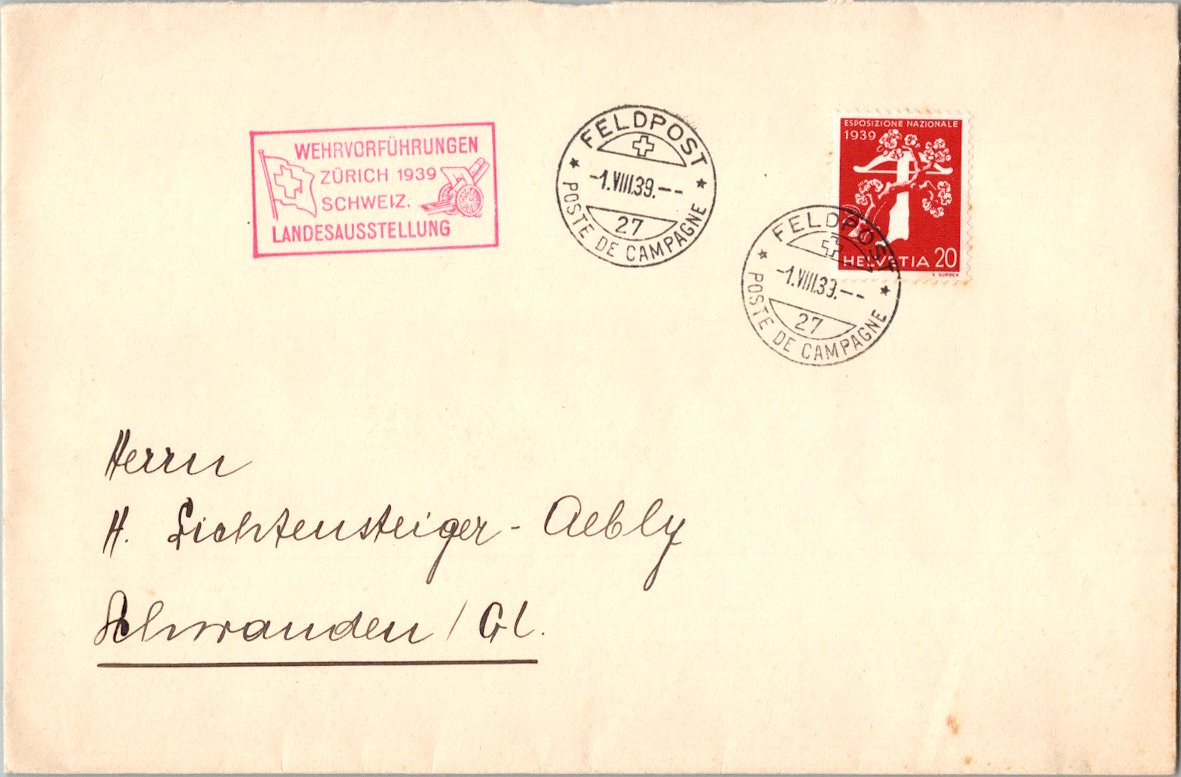 WEHRVORFÜHRUNGEN
ZÜRICH 1939
SCHWEIZ.
LANDESAUSSTELLUNG
FELDPOST
-1.VIII.39.---
27
POSTE DE CAMPAGNE
ESPOSIZIONE NAZIONALE
1939
HELVETIA 20
FELDPOST
-1.VIII.39.---
27
POSTE DE CAMPAGNE
Herrn
H. Lichtensteiger-Aebly
Schwanden / Gl.